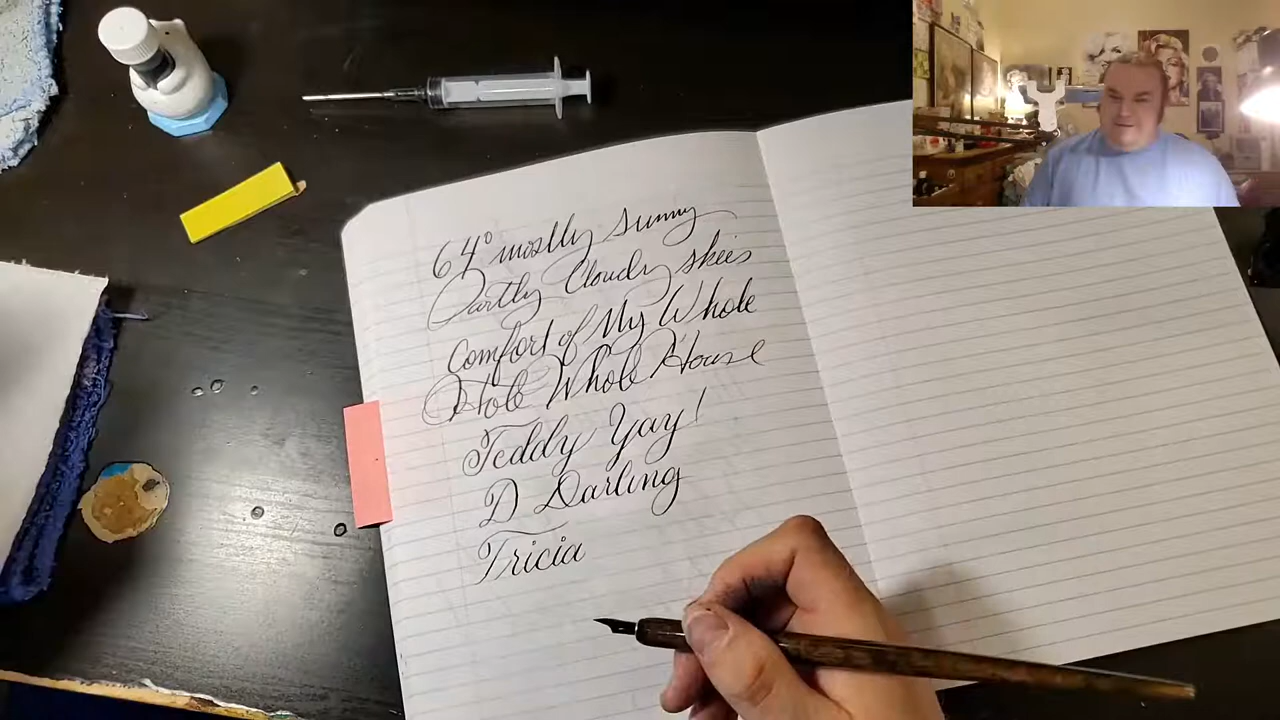 64° mostly sunny
Partly Cloudy skies
Comfort of My Whole
Hole Whole House
Teddy Yay!
D Darling
Tricia